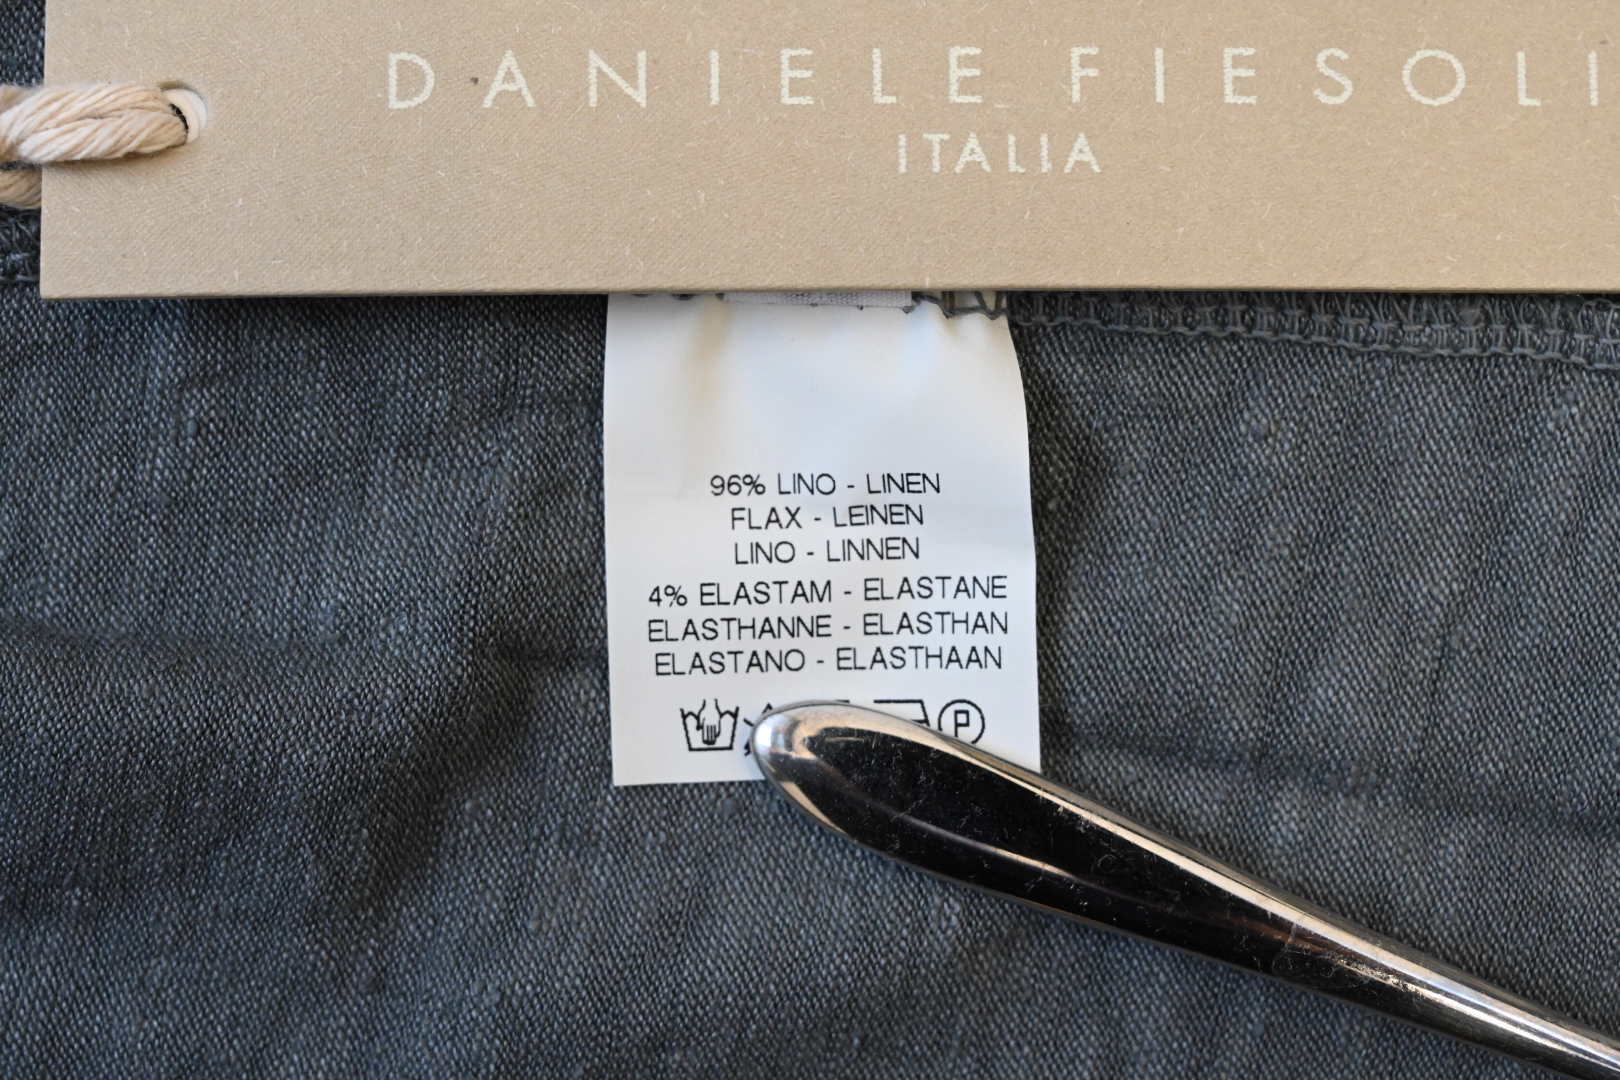 DANIELE FIESOLI
ITALIA
96% LINO - LINEN
FLAX - LEINEN
LINO - LINNEN
4% ELASTAM - ELASTANE
ELASTHANNE - ELASTHAN
ELASTANO - ELASTHAAN
P